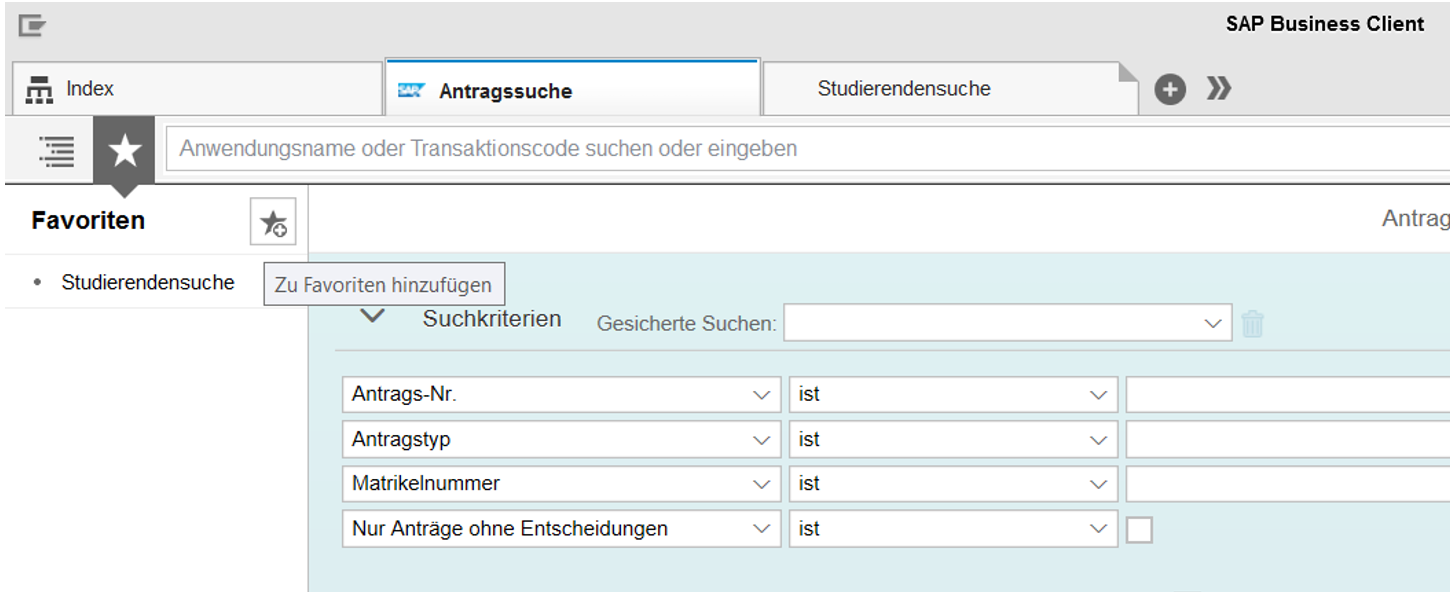 SAP Business Client
Index
SAP Antragssuche
Studierendensuche
Anwendungsname oder Transaktionscode suchen oder eingeben
Favoriten
Antrag
Studierendensuche
Zu Favoriten hinzufügen
Suchkriterien Gesicherte Suchen:
Antrags-Nr. ist
Antragstyp ist
Matrikelnummer ist
Nur Anträge ohne Entscheidungen ist